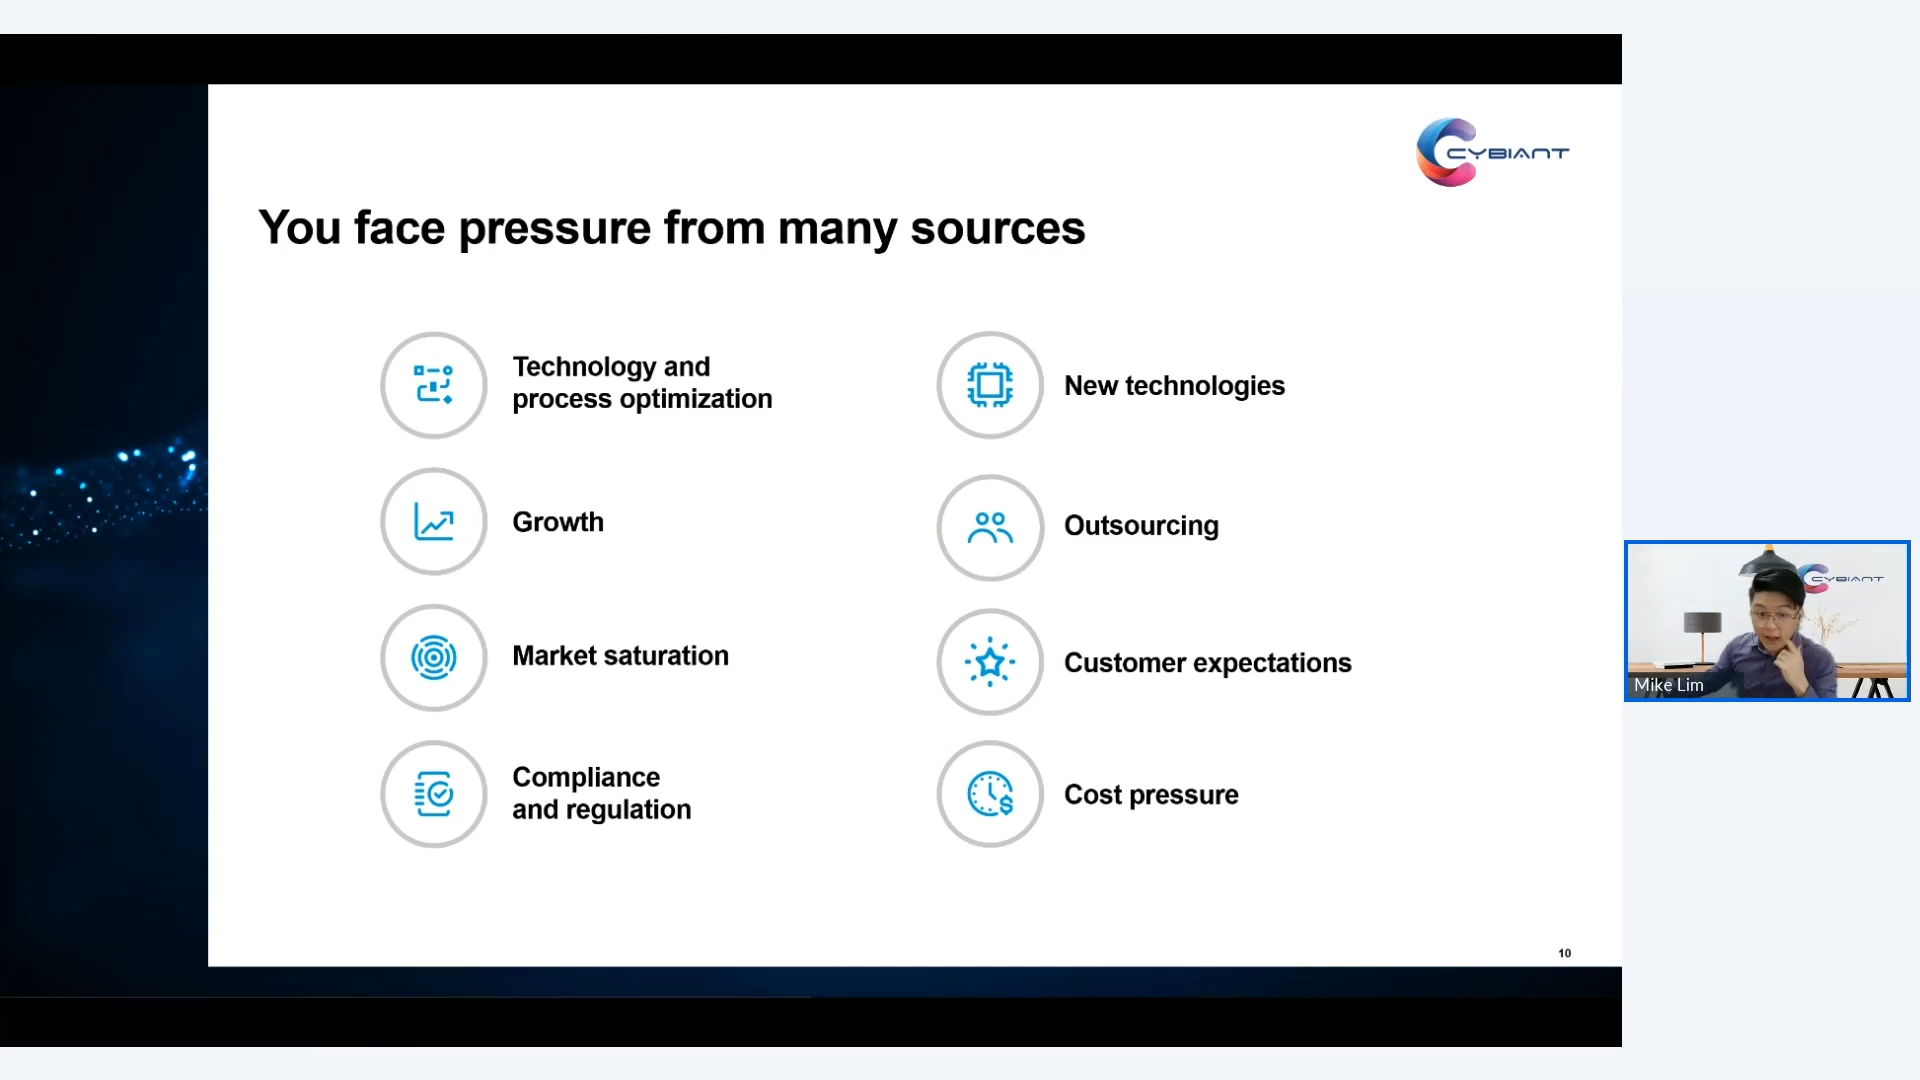 CYBIANT
You face pressure from many sources
Technology and
process optimization
New technologies
Growth
Outsourcing
Market saturation
Customer expectations
Compliance
and regulation
Cost pressure
10
CYBIANT
Mike Lim